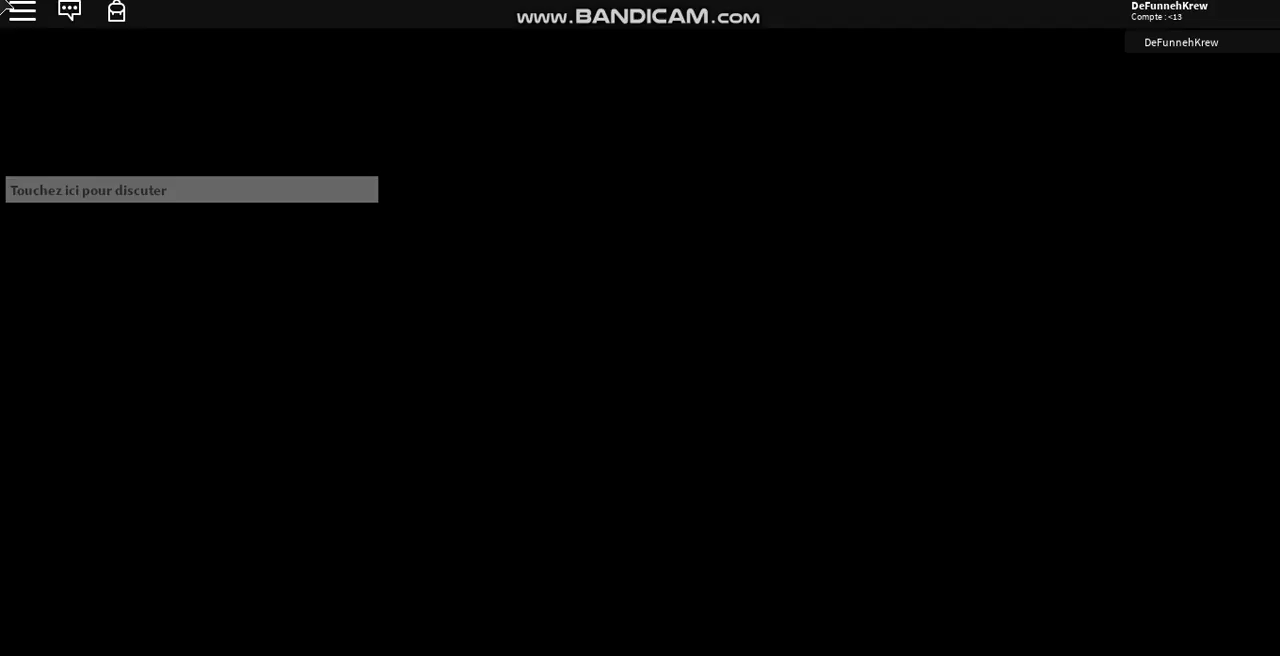 www.BANDICAM.com
DeFunnehKrew
Compte : <13
DeFunnehKrew
Touchez ici pour discuter